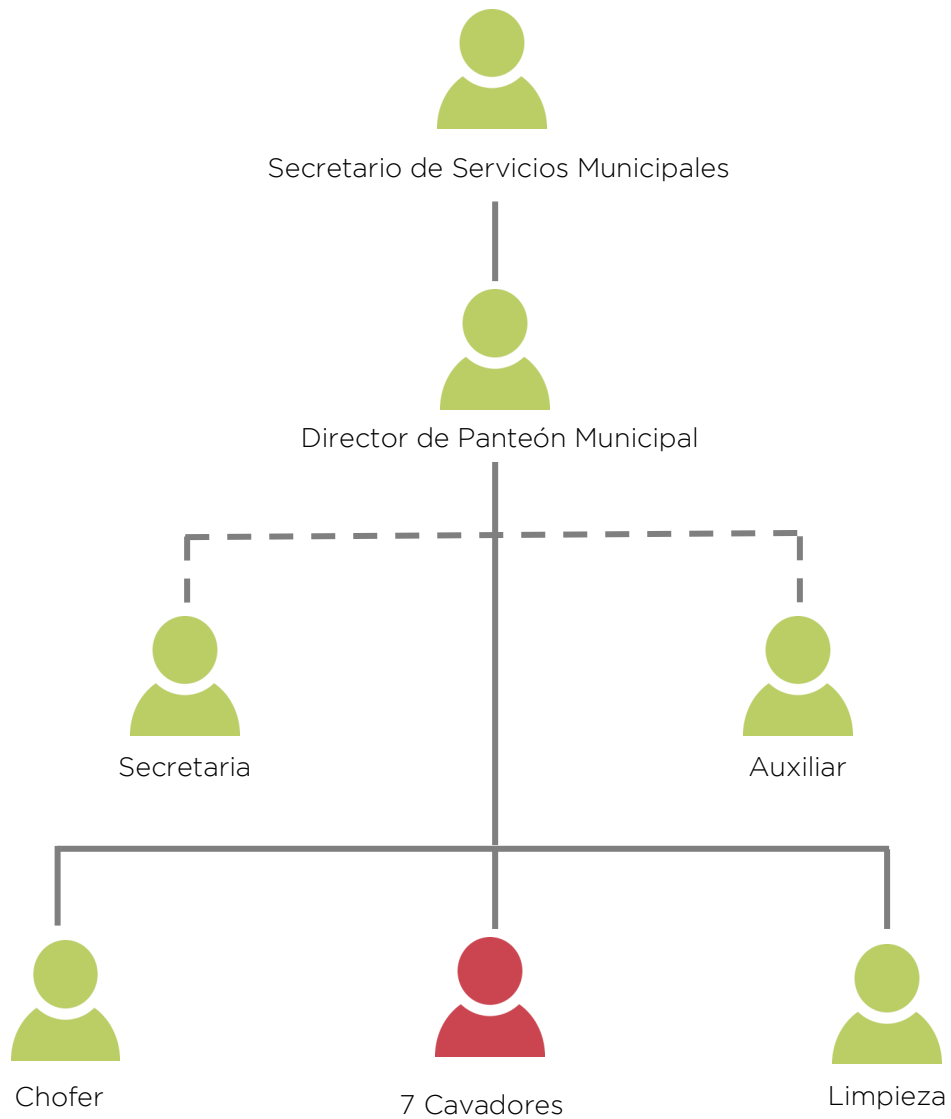 Secretario de Servicios Municipales
Director de Panteón Municipal
Secretaria
Auxiliar
Chofer
7 Cavadores
Limpieza